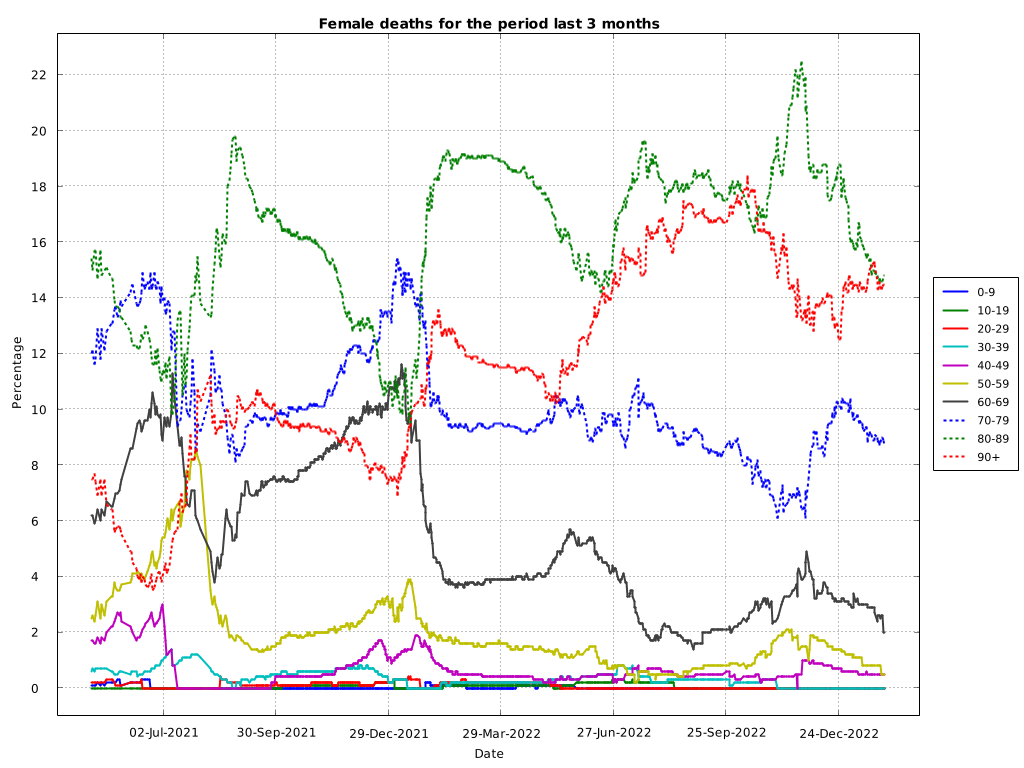 Female deaths for the period last 3 months
Percentage
22
20
18
16
14
12
10
8
6
4
2
0
02-Jul-2021
30-Sep-2021
29-Dec-2021
29-Mar-2022
27-Jun-2022
25-Sep-2022
24-Dec-2022
Date
0-9
10-19
20-29
30-39
40-49
50-59
60-69
70-79
80-89
90+